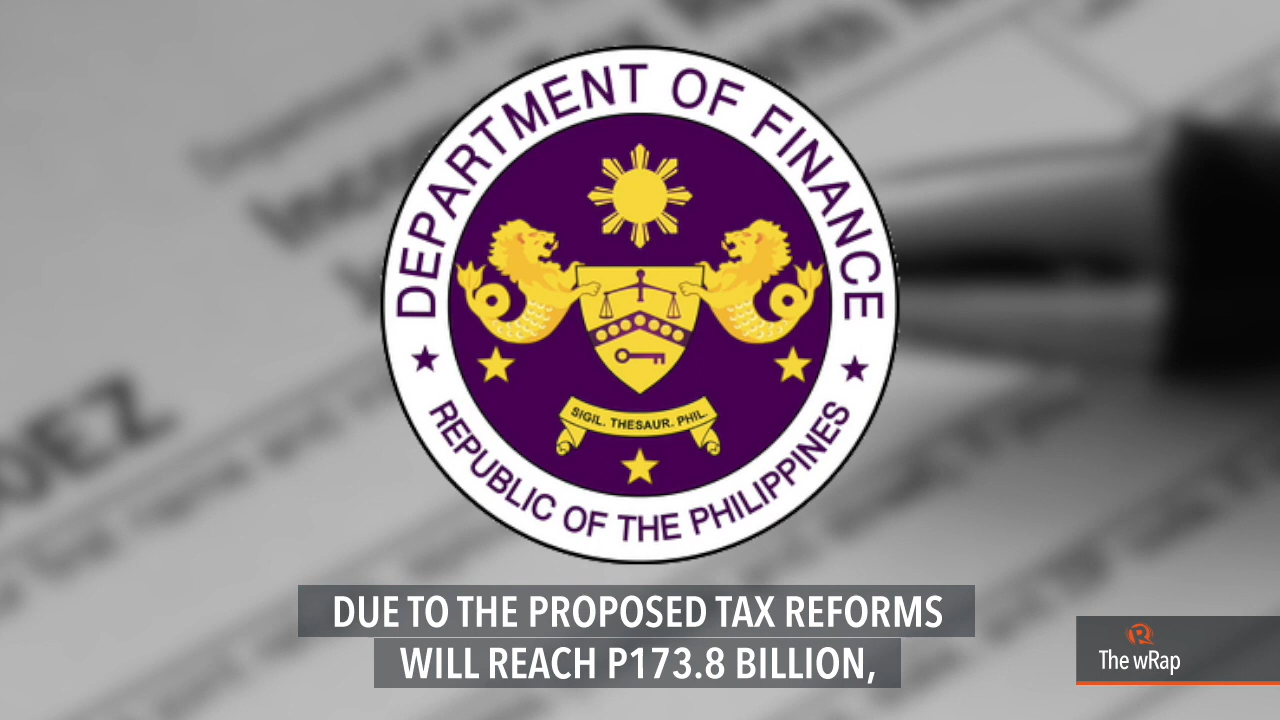 DEPARTMENT OF FINANCE
SIGIL. THESAUR. PHIL.
REPUBLIC OF THE PHILIPPINES
DUE TO THE PROPOSED TAX REFORMS
WILL REACH P173.8 BILLION,
The wRap